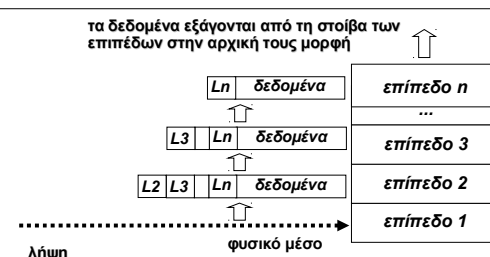 τα δεδομένα εξάγονται από τη στοίβα των
επιπέδων στην αρχική τους μορφή
Ln δεδομένα επίπεδο n
...
L3 Ln δεδομένα επίπεδο 3
L2 L3 Ln δεδομένα επίπεδο 2
επίπεδο 1
φυσικό μέσο
λήψη